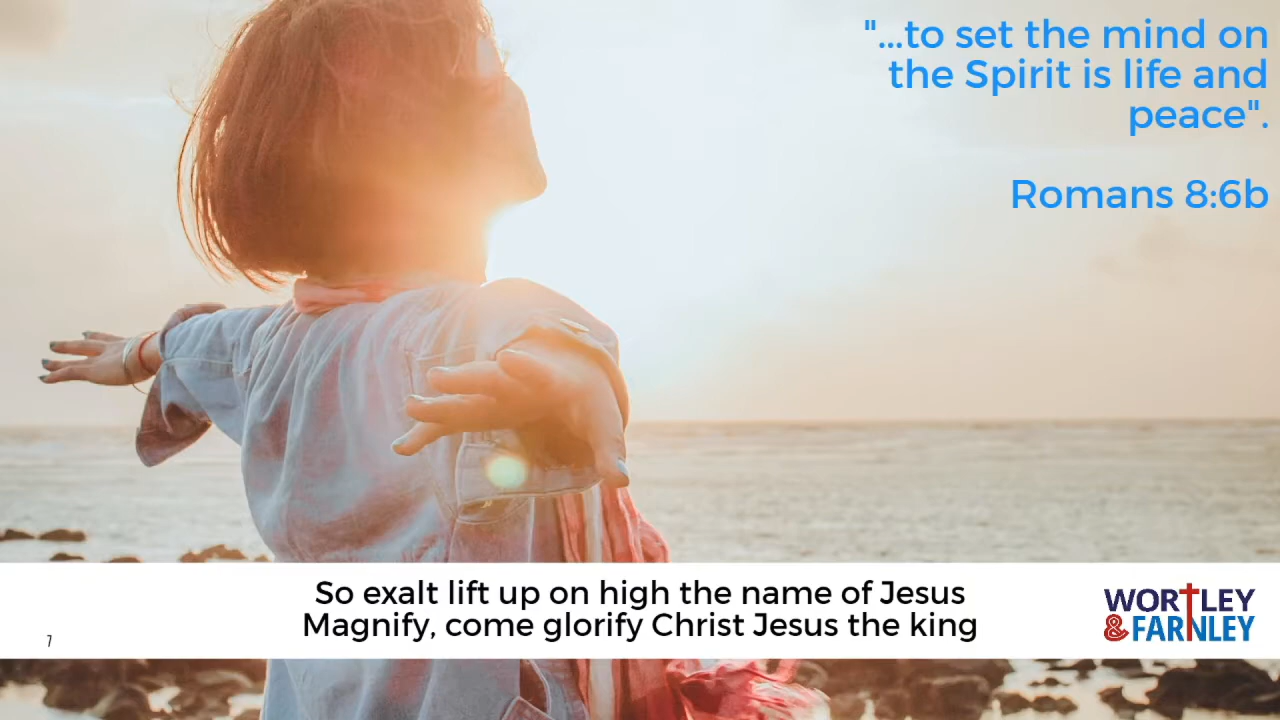 "...to set the mind on
the Spirit is life and
peace".
Romans 8:6b
So exalt lift up on high the name of Jesus
Magnify, come glorify Christ Jesus the king
7
WORTLEY
& FARNLEY